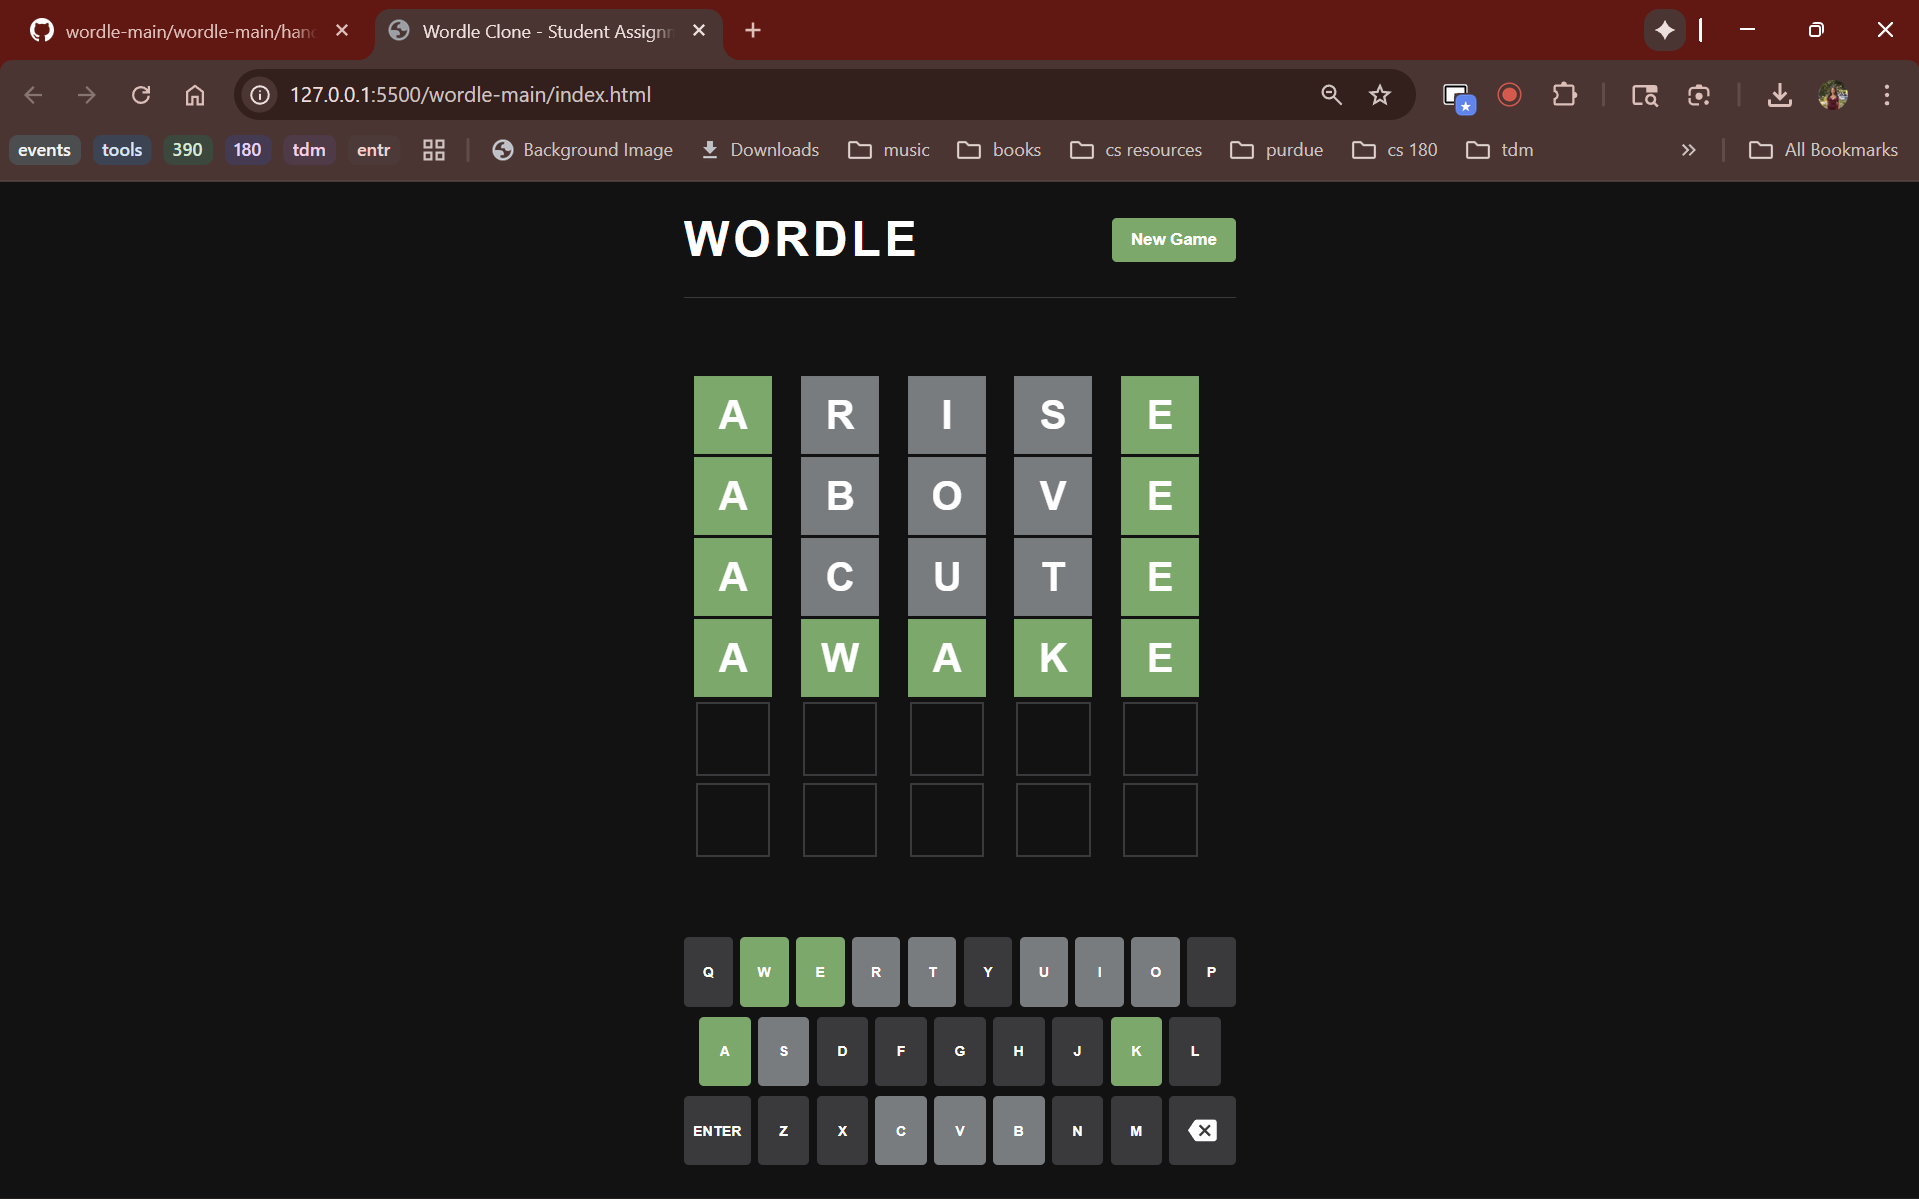 wordle-main/wordle-main/han
Wordle Clone - Student Assignm
127.0.0.1:5500/wordle-main/index.html
events tools 390 180 tdm entr Background Image Downloads music books cs resources purdue cs 180 tdm » All Bookmarks
WORDLE New Game
A R I S E
A B O V E
A C U T E
A W A K E
Q W E R T Y U I O P
A S D F G H J K L
ENTER Z X C V B N M